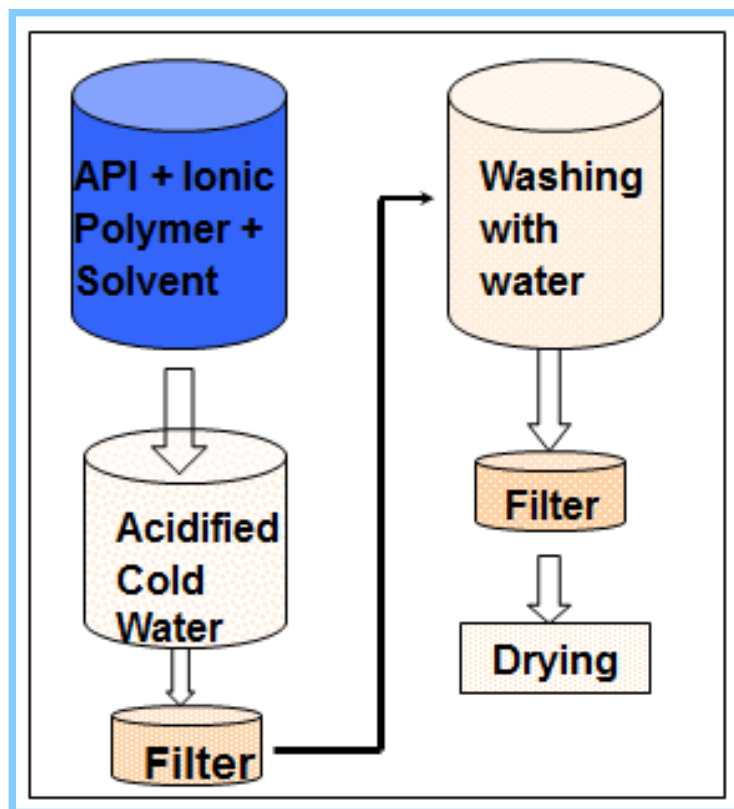 API + Ionic
Polymer +
Solvent
Acidified
Cold
Water
Filter
Washing
with
water
Filter
Drying